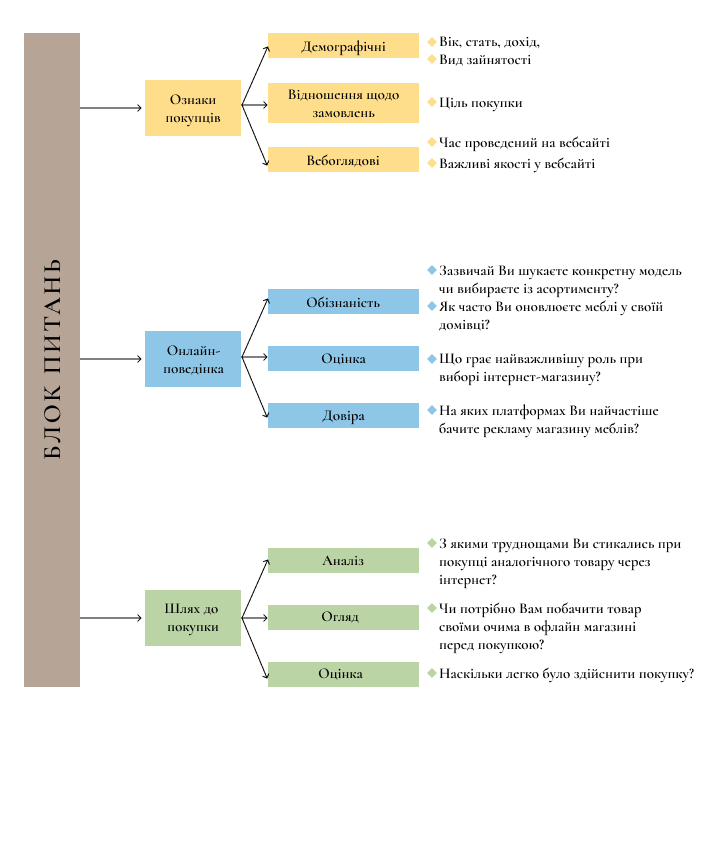 БЛОК ПИТАНЬ
Ознаки
покупців
Демографічні
Вік, стать, дохід,
Вид зайнятості
Відношення щодо
замовлень
Ціль покупки
Вебоглядові
Час проведений на вебсайті
Важливі якості у вебсайті
Онлайн-
поведінка
Обізнаність
Зазвичай Ви шукаєте конкретну модель
чи вибираєте із асортименту?
Як часто Ви оновлюєте меблі у своїй
домівці?
Оцінка
Що грає найважливішу роль при
виборі інтернет-магазину?
Довіра
На яких платформах Ви найчастіше
бачите рекламу магазину меблів?
Шлях до
покупки
Аналіз
З якими труднощами Ви стикались при
покупці аналогічного товару через
інтернет?
Огляд
Чи потрібно Вам побачити товар
своїми очима в офлайн магазині
перед покупкою?
Оцінка
Наскільки легко було здійснити покупку?